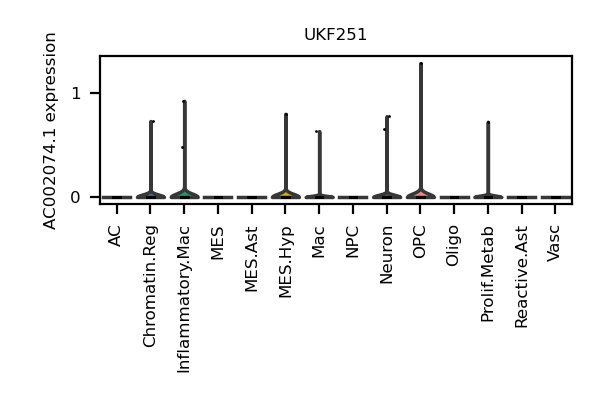 UKF251
AC002074.1 expression
1
0
AC
Chromatin.Reg
Inflammatory.Mac
MES
MES.Ast
MES.Hyp
Mac
NPC
Neuron
OPC
Oligo
Prolif.Metab
Reactive.Ast
Vasc